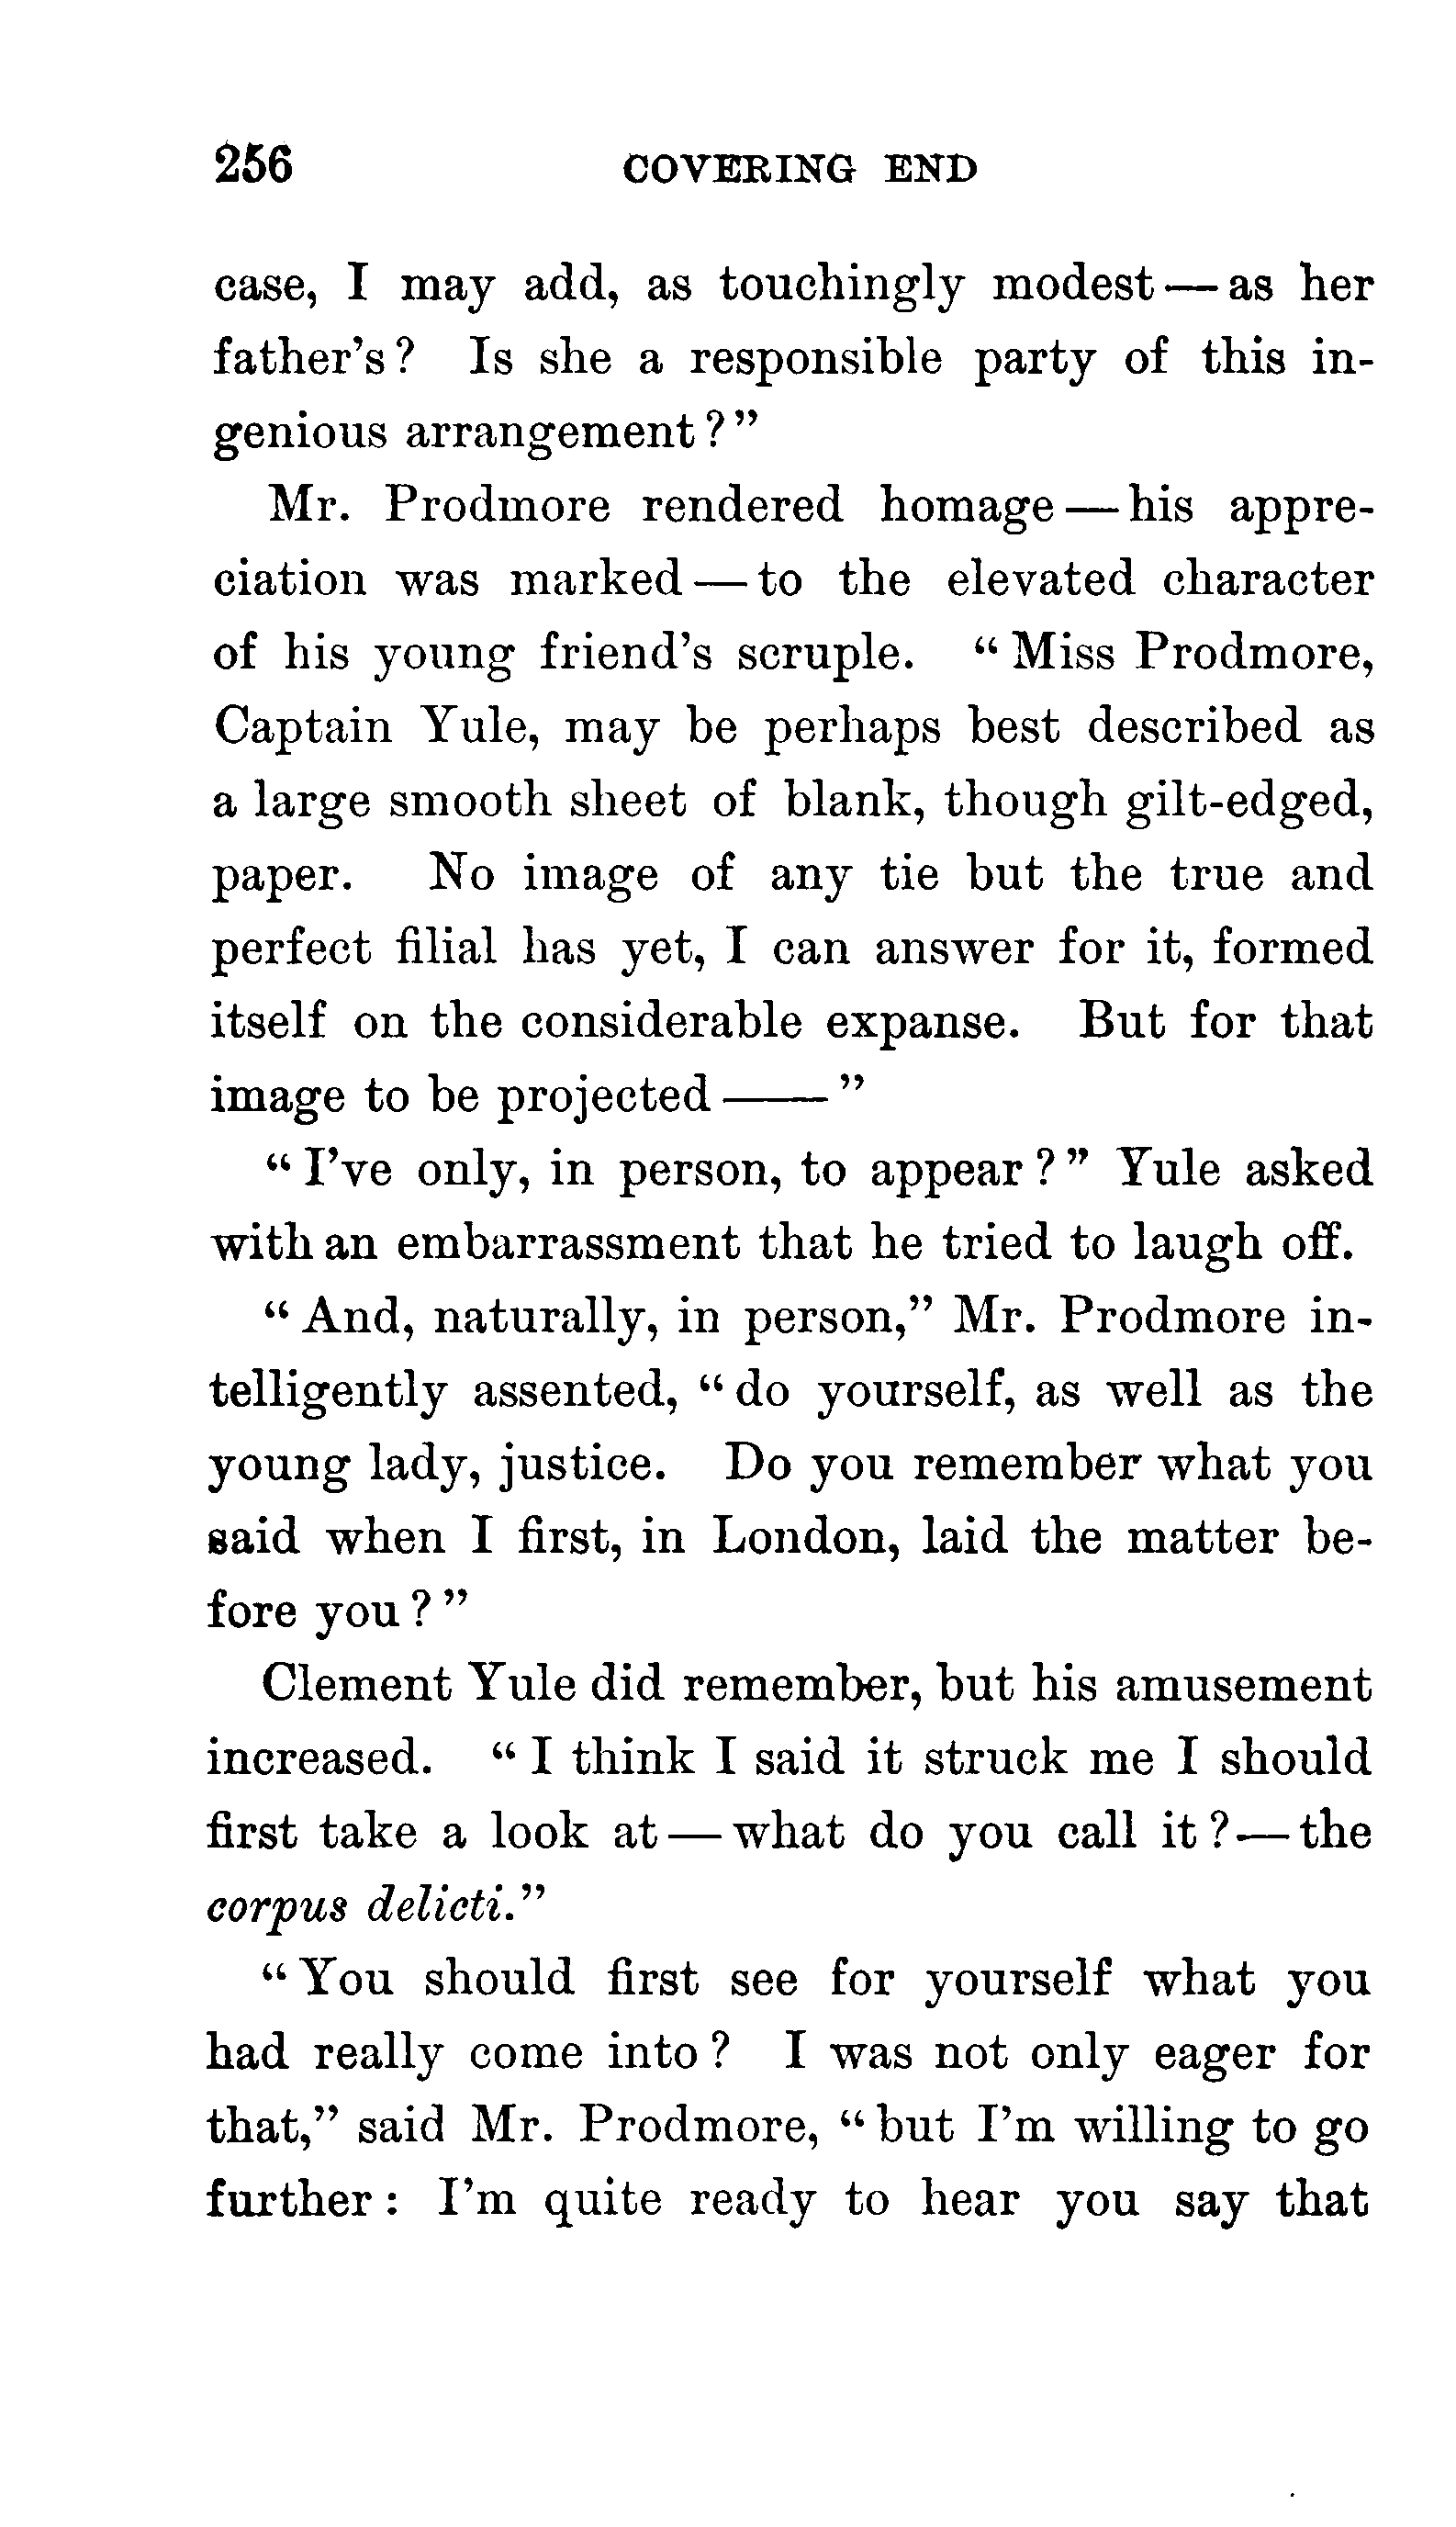 256 COVERING END
case, I may add, as touchingly modest — as her
father's? Is she a responsible party of this in-
genious arrangement?"
Mr. Prodmore rendered homage — his appre-
ciation was marked — to the elevated character
of his young friend's scruple. "Miss Prodmore,
Captain Yule, may be perhaps best described as
a large smooth sheet of blank, though gilt-edged,
paper. No image of any tie but the true and
perfect filial has yet, I can answer for it, formed
itself on the considerable expanse. But for that
image to be projected ——"
"I've only, in person, to appear?" Yule asked
with an embarrassment that he tried to laugh off.
"And, naturally, in person," Mr. Prodmore in-
telligently assented, "do yourself, as well as the
young lady, justice. Do you remember what you
said when I first, in London, laid the matter be-
fore you?"
Clement Yule did remember, but his amusement
increased. "I think I said it struck me I should
first take a look at — what do you call it? — the
corpus delicti."
"You should first see for yourself what you
had really come into? I was not only eager for
that," said Mr. Prodmore, "but I'm willing to go
further: I'm quite ready to hear you say that